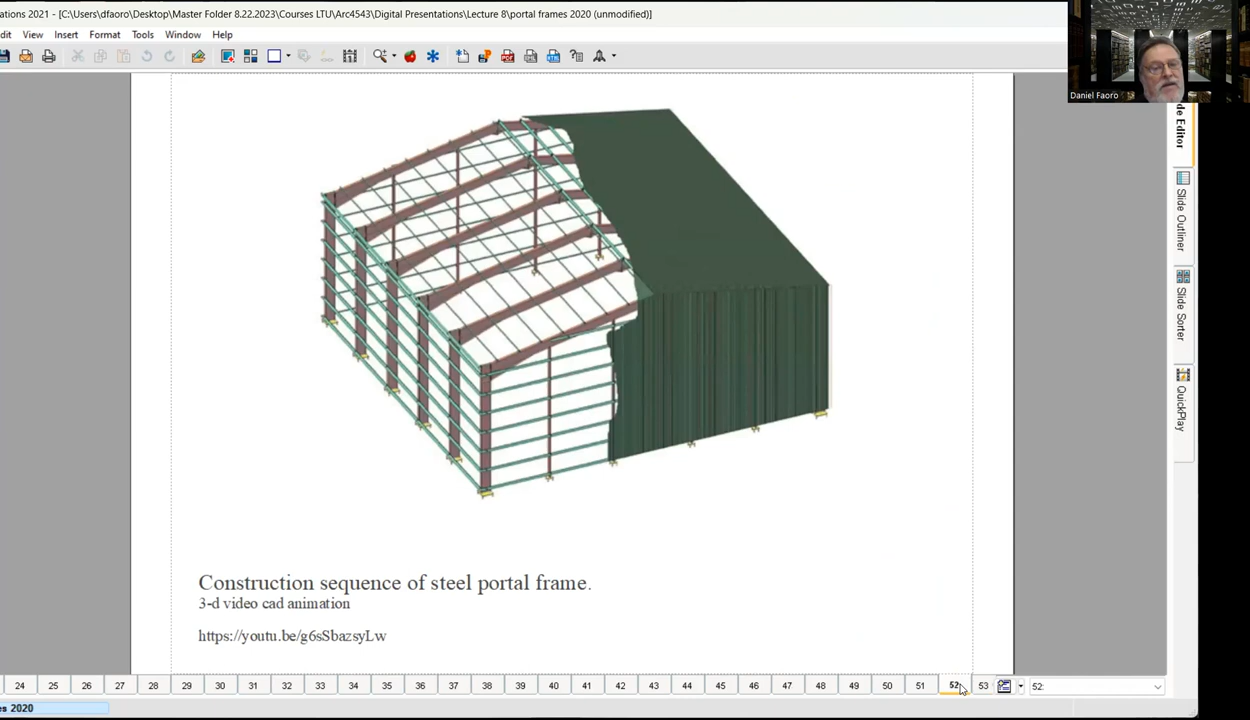 ations 2021 - [C:\Users\dfaoro\Desktop\Master Folder 8.22.2023\Courses LTU\Arc4543\Digital Presentations\Lecture 8\portal frames 2020 (unmodified)]
dit View Insert Format Tools Window Help
Daniel Faoro
de Editor
Slide Outliner
Slide Sorter
QuickPlay
Construction sequence of steel portal frame.
3-d video cad animation
https://youtu.be/g6sSbazsyLw
24 25 26 27 28 29 30 31 32 33 34 35 36 37 38 39 40 41 42 43 44 45 46 47 48 49 50 51 52 53 52:
es 2020